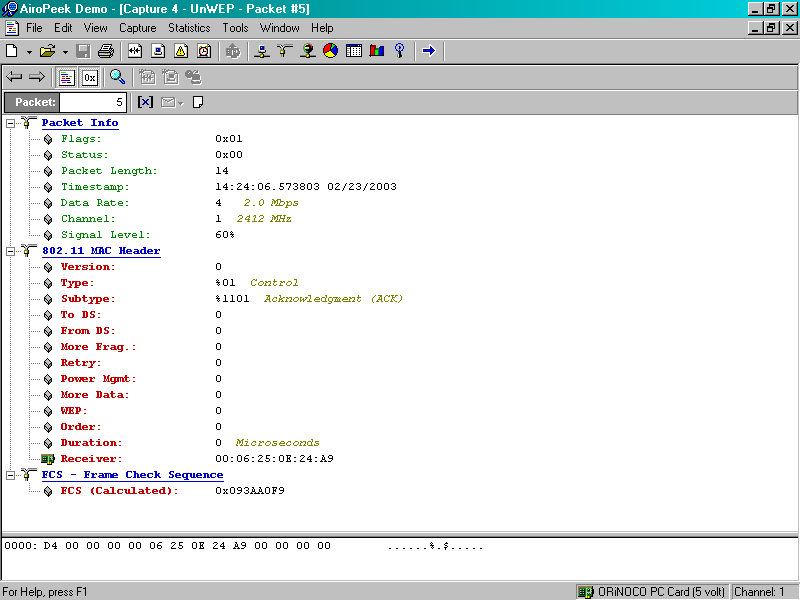 AiroPeek Demo - [Capture 4 - UnWEP - Packet #5]
File Edit View Capture Statistics Tools Window Help
0x
Packet: 5 [x]
Packet Info
Flags: 0x01
Status: 0x00
Packet Length: 14
Timestamp: 14:24:06.573803 02/23/2003
Data Rate: 4 2.0 Mbps
Channel: 1 2412 MHz
Signal Level: 60%
802.11 MAC Header
Version: 0
Type: %01 Control
Subtype: %1101 Acknowledgment (ACK)
To DS: 0
From DS: 0
More Frag.: 0
Retry: 0
Power Mgmt: 0
More Data: 0
WEP: 0
Order: 0
Duration: 0 Microseconds
Receiver: 00:06:25:0E:24:A9
FCS - Frame Check Sequence
FCS (Calculated): 0x093AA0F9
0000: D4 00 00 00 00 06 25 0E 24 A9 00 00 00 00 ......%.$.....
For Help, press F1 ORiNOCO PC Card (5 volt) Channel: 1